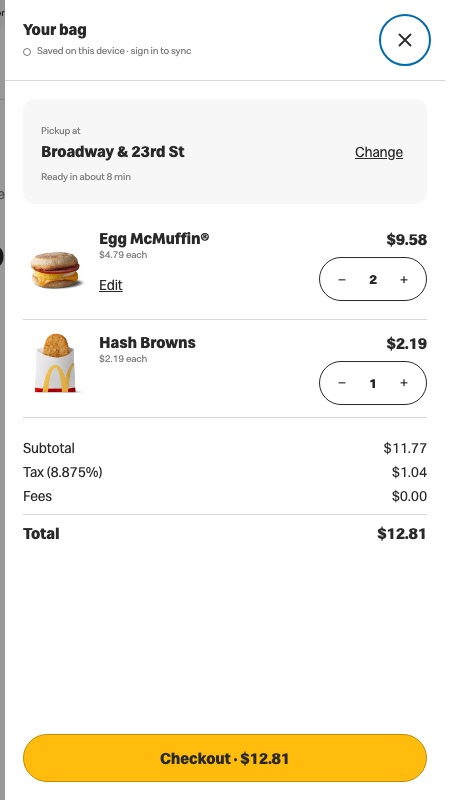 Your bag
Saved on this device · sign in to sync
Pickup at
Broadway & 23rd St
Change
Ready in about 8 min
Egg McMuffin®
$9.58
$4.79 each
− 2 +
Edit
Hash Browns
$2.19
$2.19 each
− 1 +
Subtotal
$11.77
Tax (8.875%)
$1.04
Fees
$0.00
Total
$12.81
Checkout · $12.81